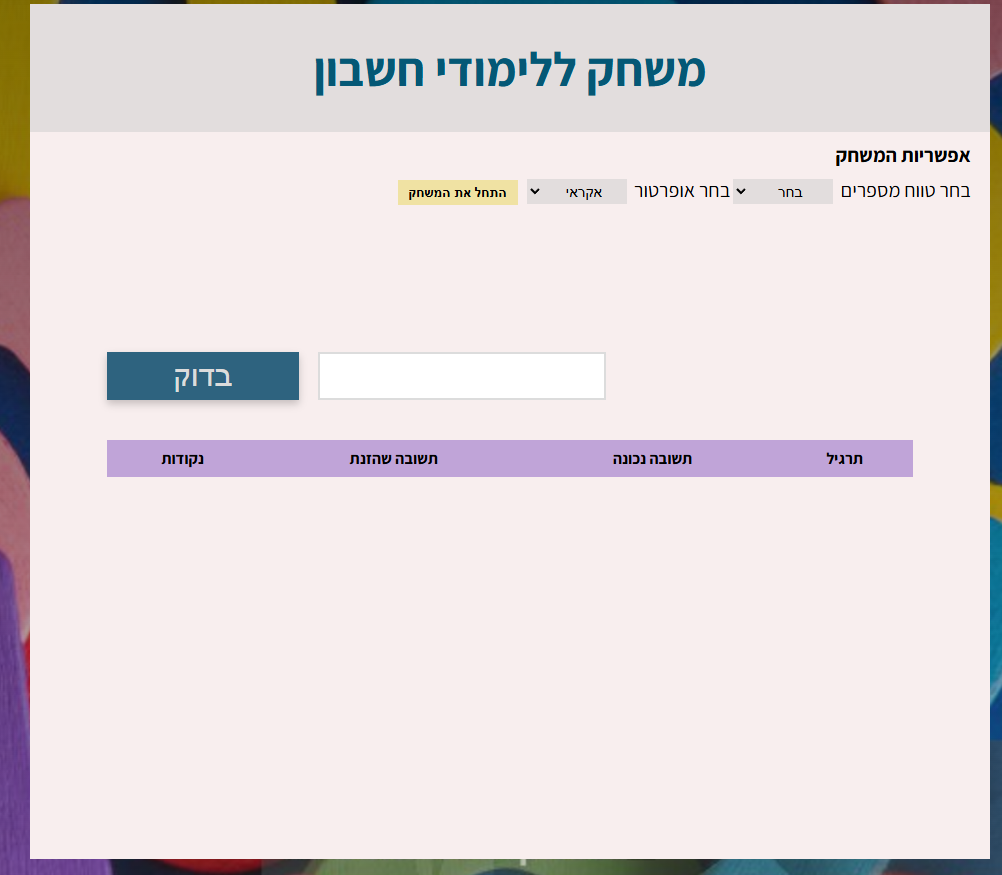 משחק ללימודי חשבון
אפשריות המשחק
בחר טווח מספרים בחר בחר אופרטור אקראי התחל את המשחק
בדוק
תרגיל תשובה נכונה תשובה שהזנת נקודות